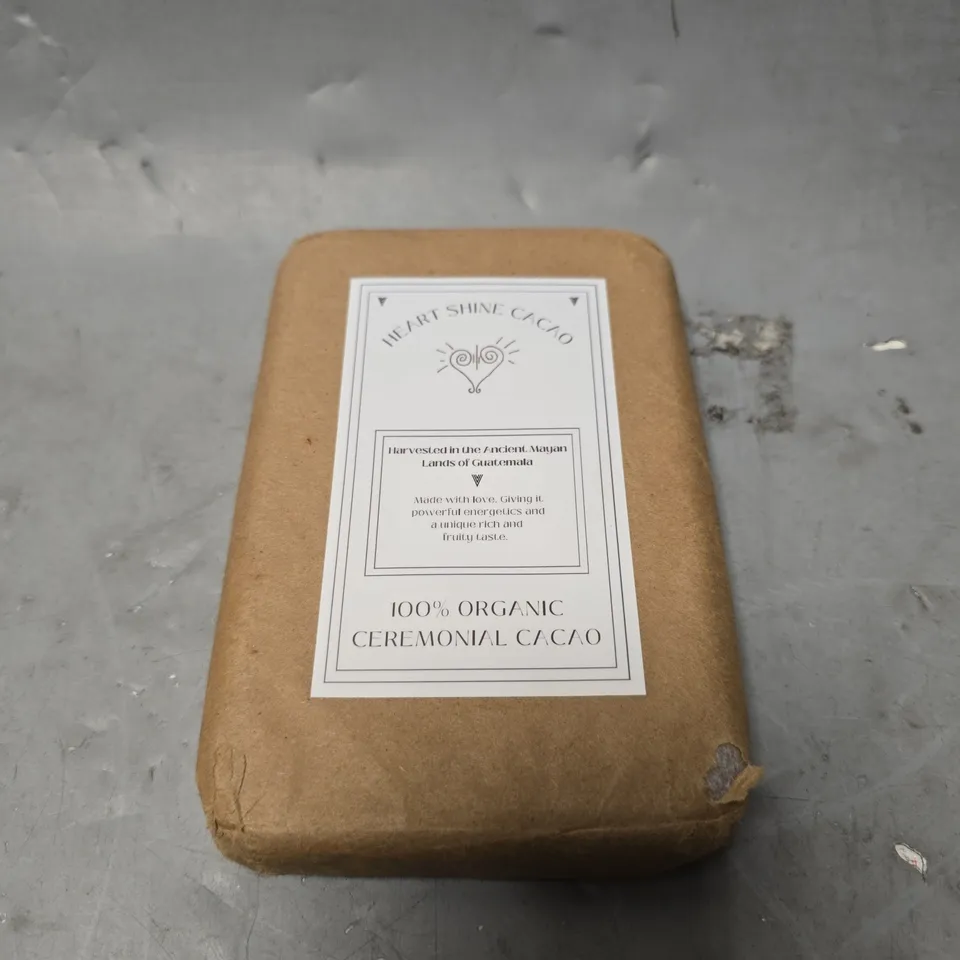 HEART SHINE CACAO
Harvested in the Ancient Mayan
Lands of Guatemala
Made with love. Giving it
powerful energetics and
a unique rich and
fruity taste.
100% ORGANIC
CEREMONIAL CACAO